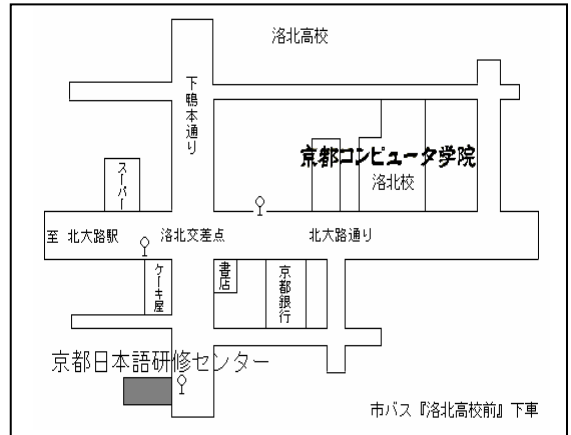 洛北高校
下鴨本通り
京都コンピュータ学院
洛北校
スーパー
至 北大路駅
洛北交差点
北大路通り
ケーキ屋
書店
京都銀行
京都日本語研修センター
市バス『洛北高校前』下車